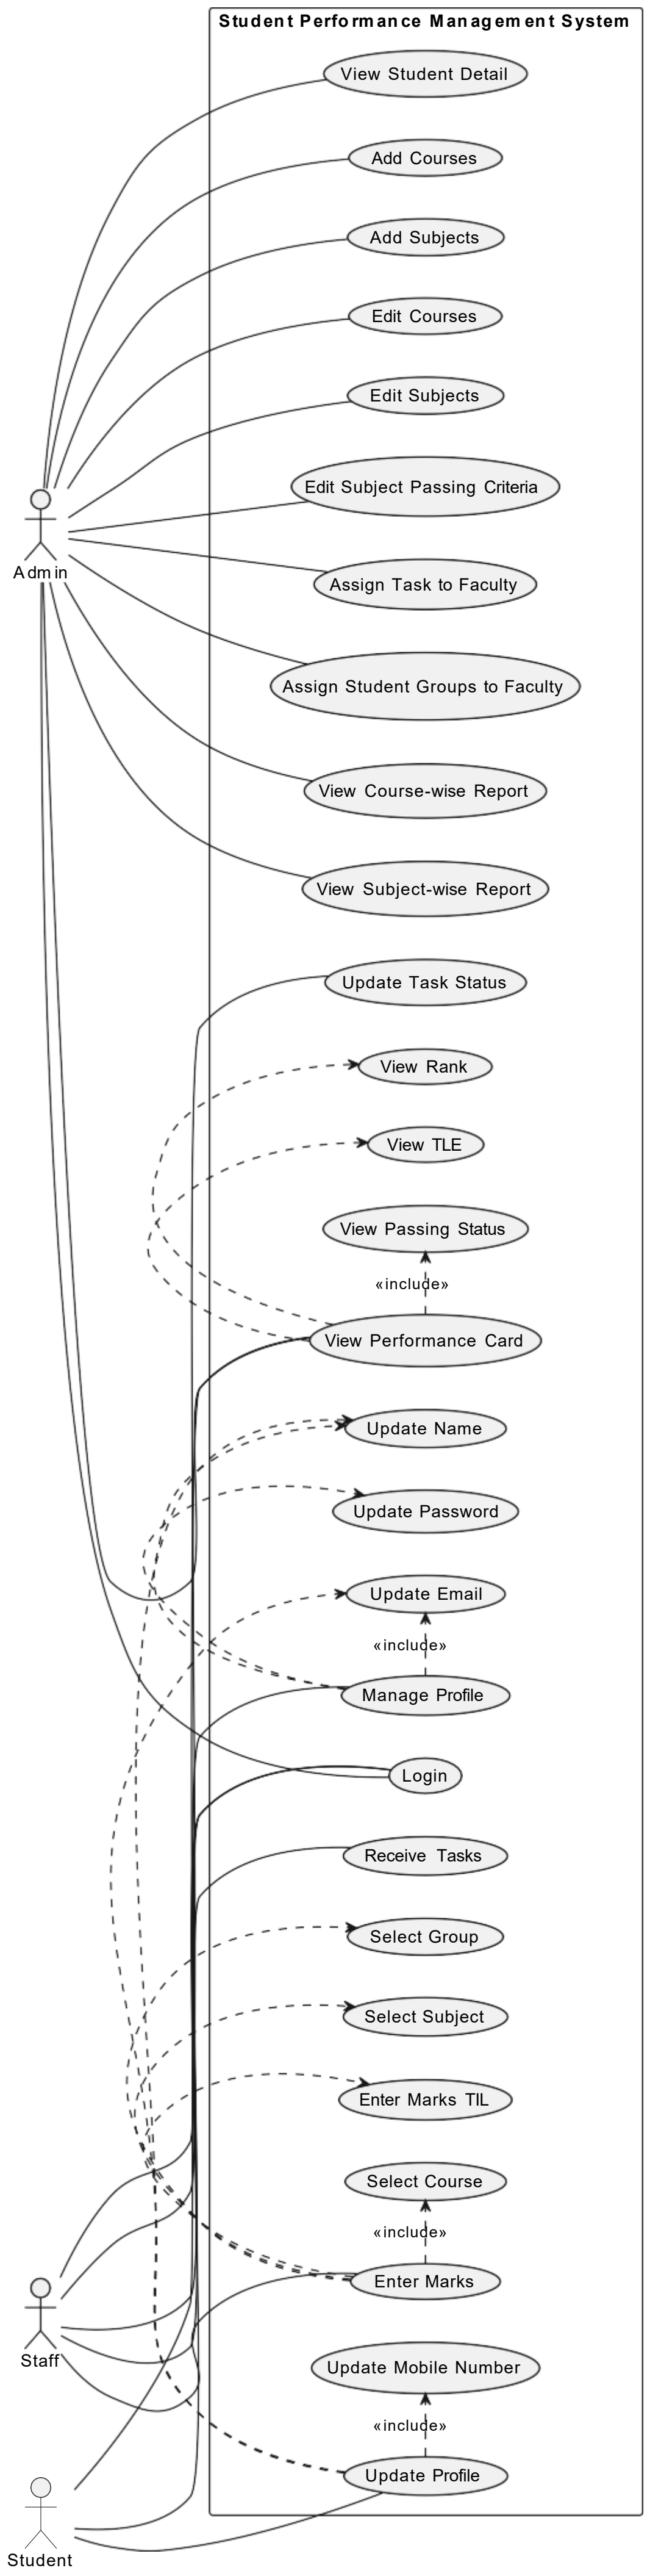 Student Performance Management System
View Student Detail
Add Courses
Add Subjects
Edit Courses
Edit Subjects
Edit Subject Passing Criteria
Admin
Assign Task to Faculty
Assign Student Groups to Faculty
View Course-wise Report
View Subject-wise Report
Update Task Status
View Rank
View TLE
View Passing Status
«include»
View Performance Card
Update Name
Update Password
Update Email
«include»
Manage Profile
Login
Receive Tasks
Select Group
Select Subject
Enter Marks TIL
Select Course
«include»
Enter Marks
Staff
Update Mobile Number
«include»
Update Profile
Student